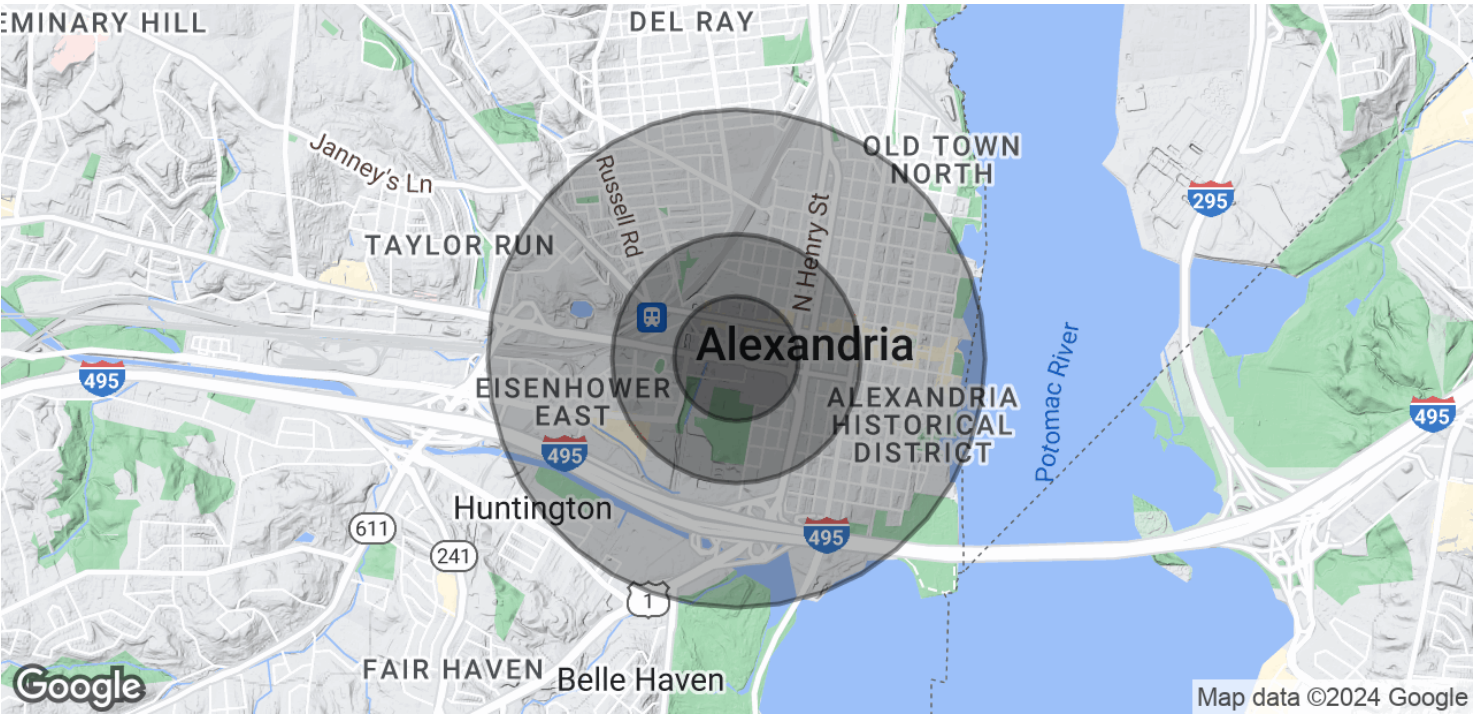 EMINARY HILL
DEL RAY
Janney's Ln
Russell Rd
OLD TOWN
NORTH
295
N Henry St
TAYLOR RUN
Alexandria
Potomac River
495
EISENHOWER
EAST
ALEXANDRIA
HISTORICAL
DISTRICT
495
495
Huntington
611
495
241
1
FAIR HAVEN
Belle Haven
Google
Map data ©2024 Google